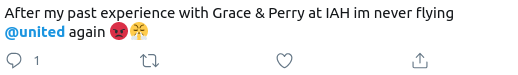 After my past experience with Grace & Perry at IAH im never flying
@united again 😡😤
1